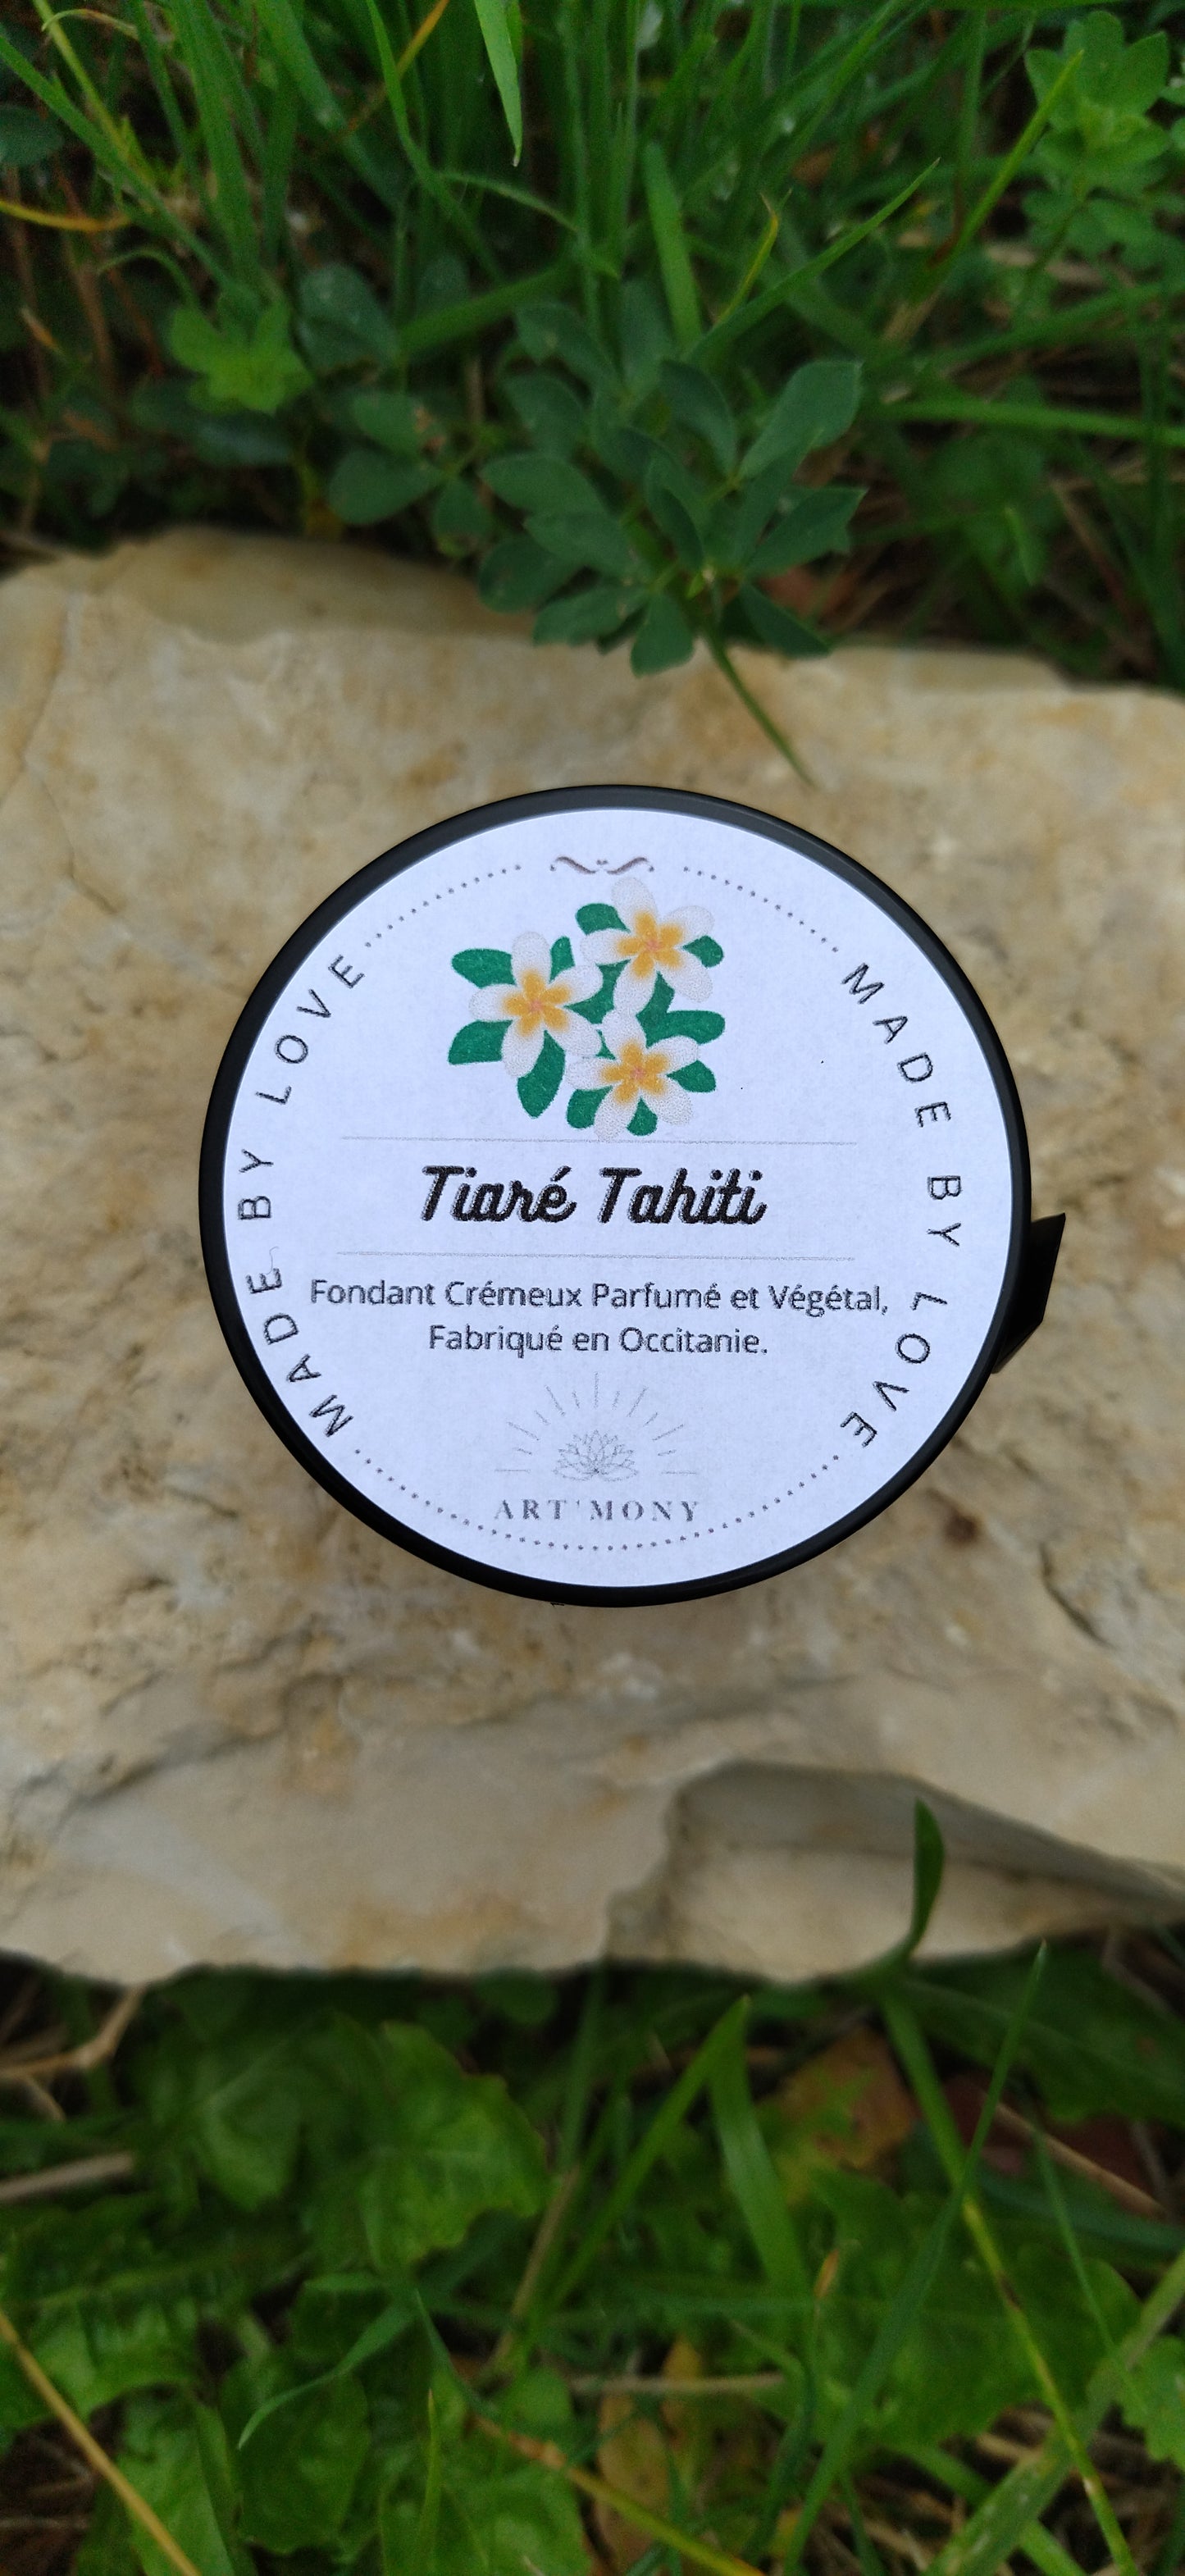 MADE BY LOVE
MADE BY LOVE
Tiaré Tahiti
Fondant Crémeux Parfumé et Végétal,
Fabriqué en Occitanie.
ART'MONY